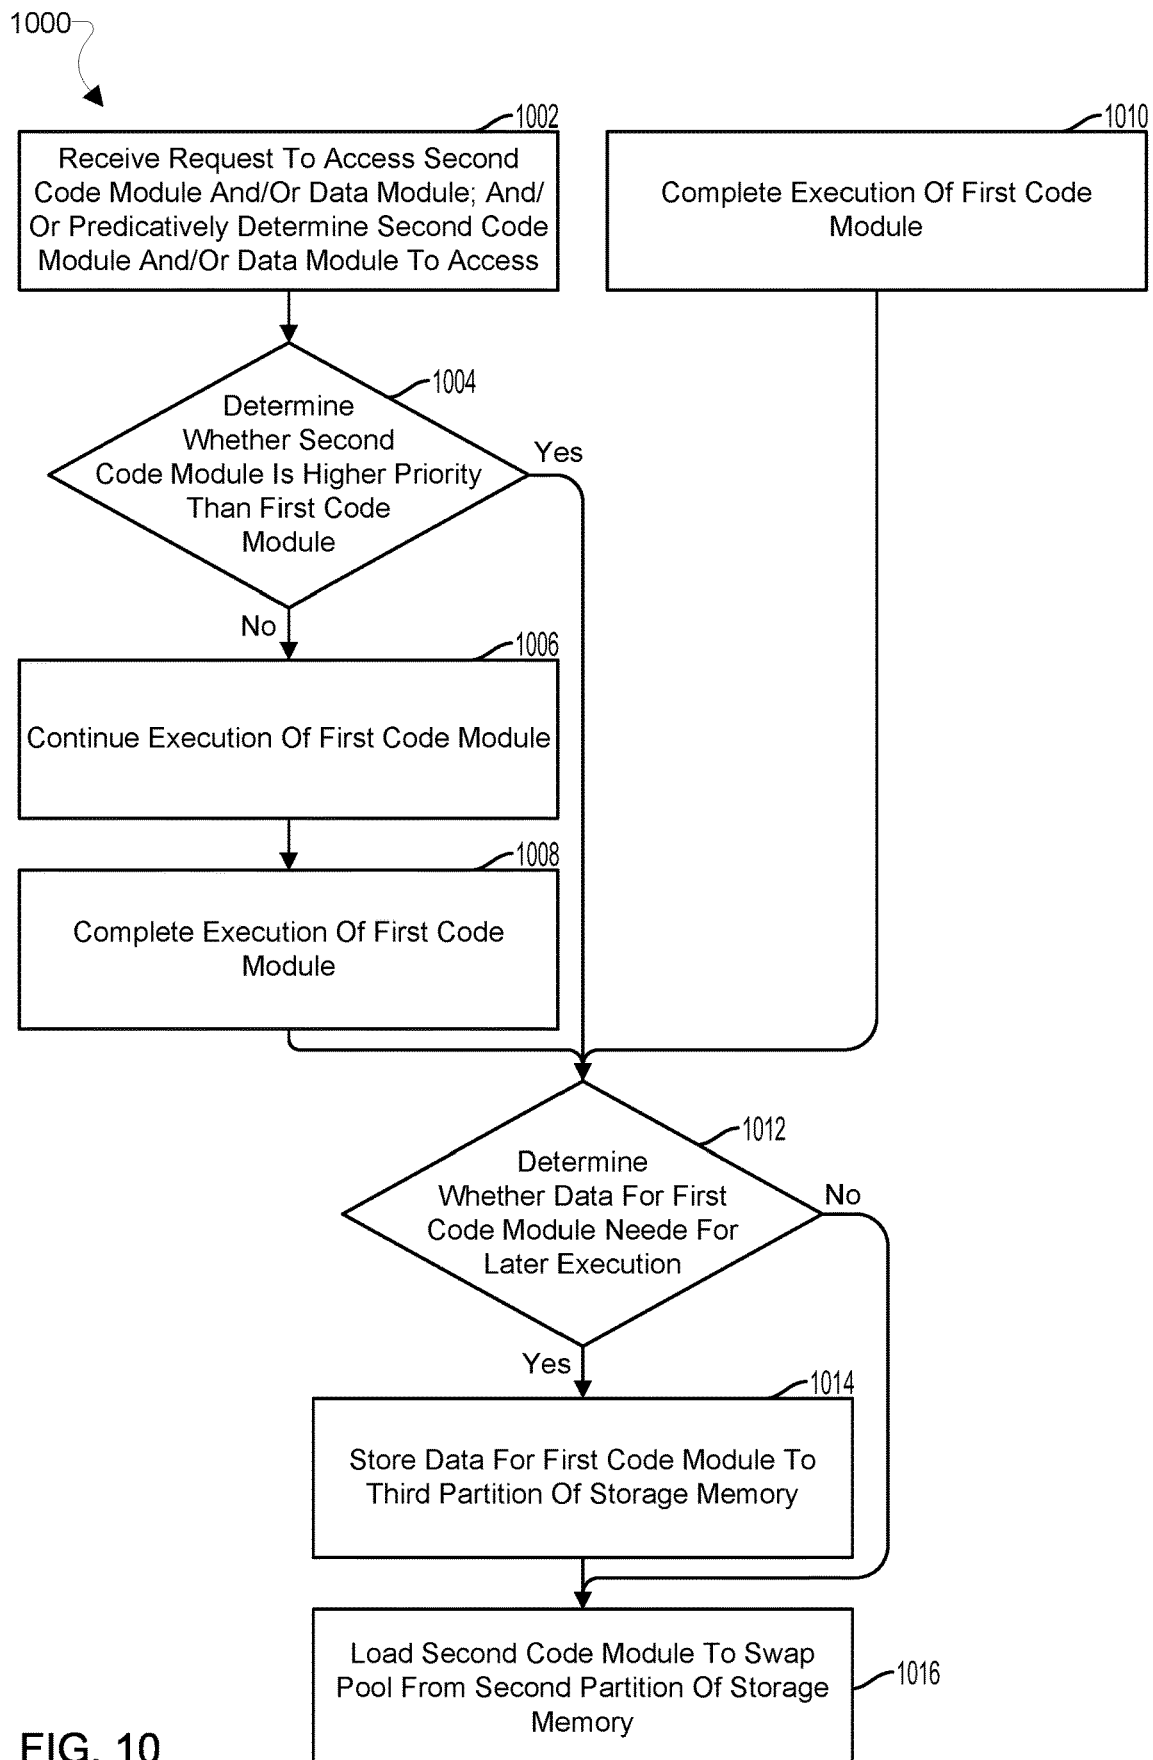 1000
1002
Receive Request To Access Second
Code Module And/Or Data Module; And/
Or Predicatively Determine Second Code
Module And/Or Data Module To Access
1010
Complete Execution Of First Code
Module
1004
Determine
Whether Second
Code Module Is Higher Priority
Than First Code
Module
Yes
No
1006
Continue Execution Of First Code Module
1008
Complete Execution Of First Code
Module
1012
Determine
Whether Data For First
Code Module Neede For
Later Execution
No
Yes
1014
Store Data For First Code Module To
Third Partition Of Storage Memory
Load Second Code Module To Swap
Pool From Second Partition Of Storage
Memory
1016
FIG. 10